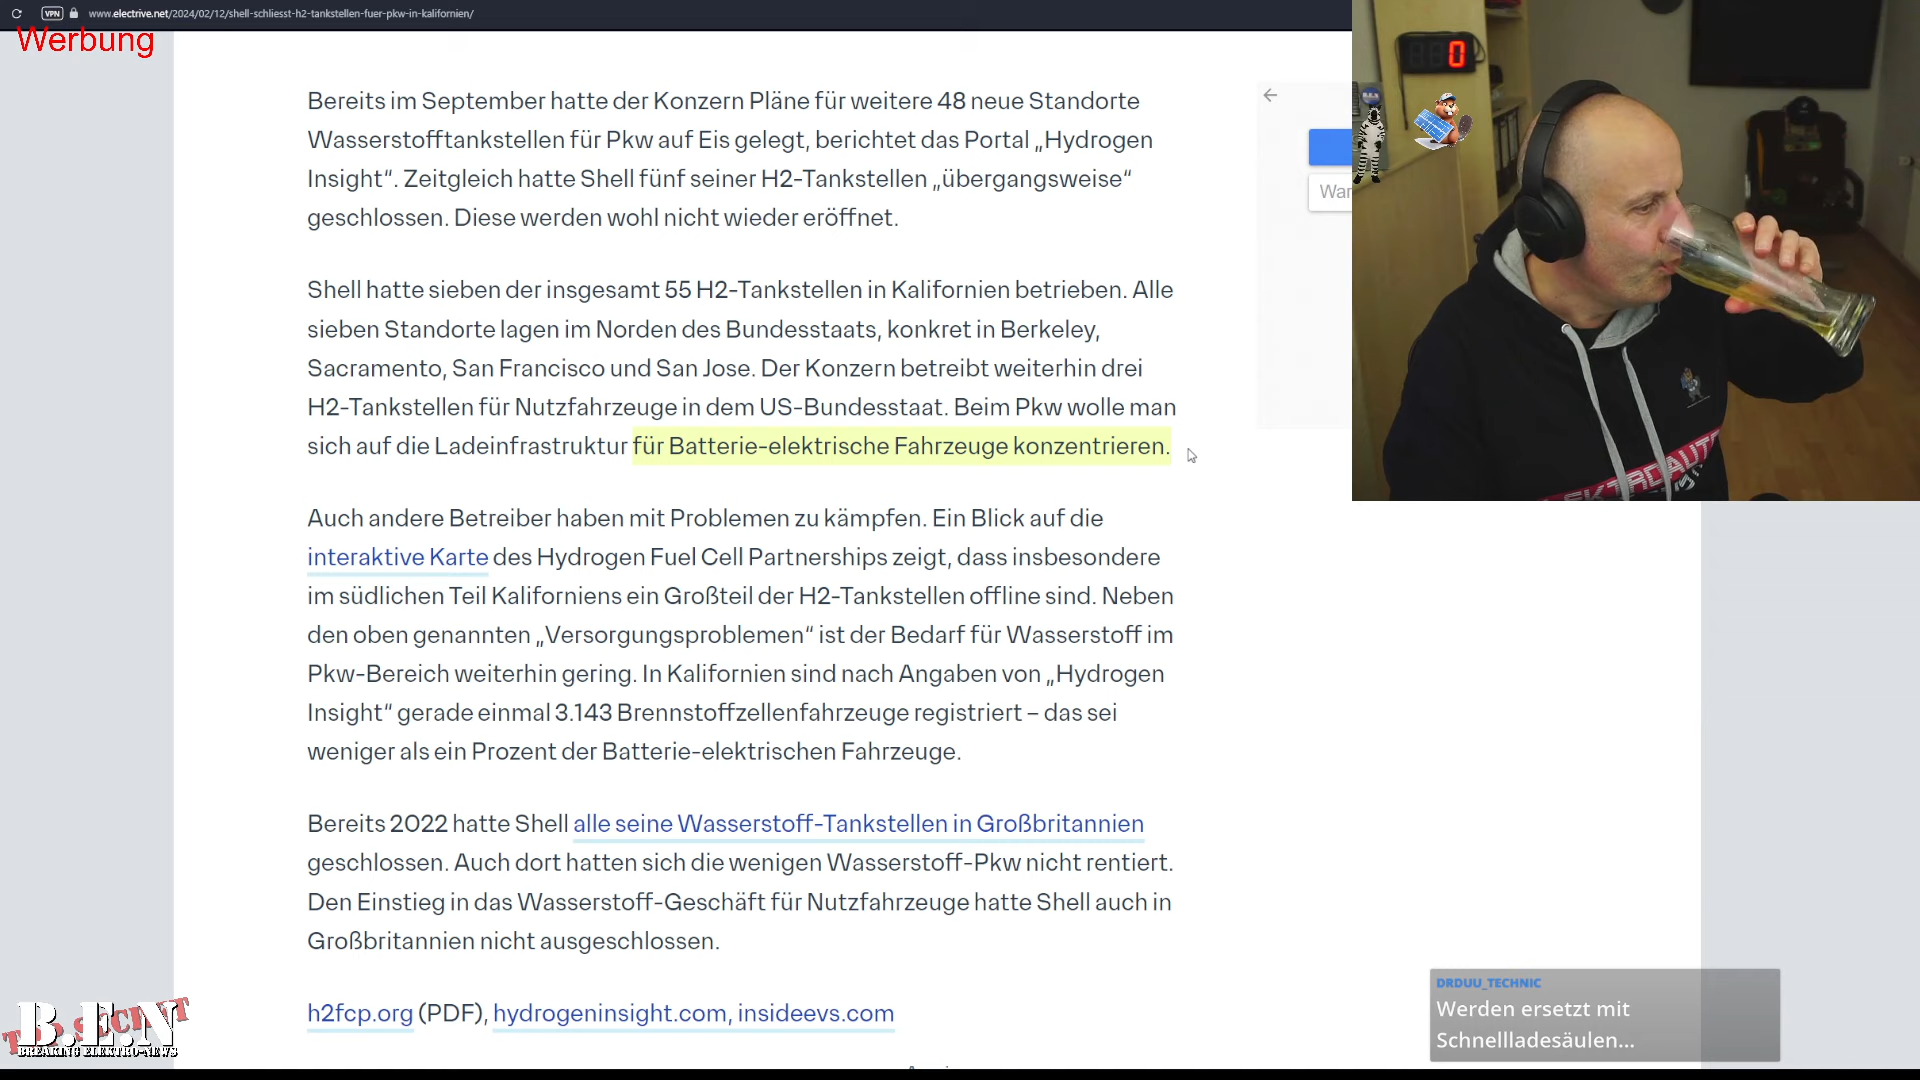 VPN
www.electrive.net/2024/02/12/shell-schliesst-h2-tankstellen-fuer-pkw-in-kalifornien/
Werbung
Bereits im September hatte der Konzern Pläne für weitere 48 neue Standorte
Wasserstofftankstellen für Pkw auf Eis gelegt, berichtet das Portal „Hydrogen
Insight“. Zeitgleich hatte Shell fünf seiner H2-Tankstellen „übergangsweise“
geschlossen. Diese werden wohl nicht wieder eröffnet.
Shell hatte sieben der insgesamt 55 H2-Tankstellen in Kalifornien betrieben. Alle
sieben Standorte lagen im Norden des Bundesstaats, konkret in Berkeley,
Sacramento, San Francisco und San Jose. Der Konzern betreibt weiterhin drei
H2-Tankstellen für Nutzfahrzeuge in dem US-Bundesstaat. Beim Pkw wolle man
sich auf die Ladeinfrastruktur für Batterie-elektrische Fahrzeuge konzentrieren.
Auch andere Betreiber haben mit Problemen zu kämpfen. Ein Blick auf die
interaktive Karte des Hydrogen Fuel Cell Partnerships zeigt, dass insbesondere
im südlichen Teil Kaliforniens ein Großteil der H2-Tankstellen offline sind. Neben
den oben genannten „Versorgungsproblemen“ ist der Bedarf für Wasserstoff im
Pkw-Bereich weiterhin gering. In Kalifornien sind nach Angaben von „Hydrogen
Insight“ gerade einmal 3.143 Brennstoffzellenfahrzeuge registriert – das sei
weniger als ein Prozent der Batterie-elektrischen Fahrzeuge.
Bereits 2022 hatte Shell alle seine Wasserstoff-Tankstellen in Großbritannien
geschlossen. Auch dort hatten sich die wenigen Wasserstoff-Pkw nicht rentiert.
Den Einstieg in das Wasserstoff-Geschäft für Nutzfahrzeuge hatte Shell auch in
Großbritannien nicht ausgeschlossen.
h2fcp.org (PDF), hydrogeninsight.com, insideevs.com
War
0
DRDUU_TECHNIC
Werden ersetzt mit
Schnellladesäulen...
B.E.N
BREAKING ELEKTRO-NEWS